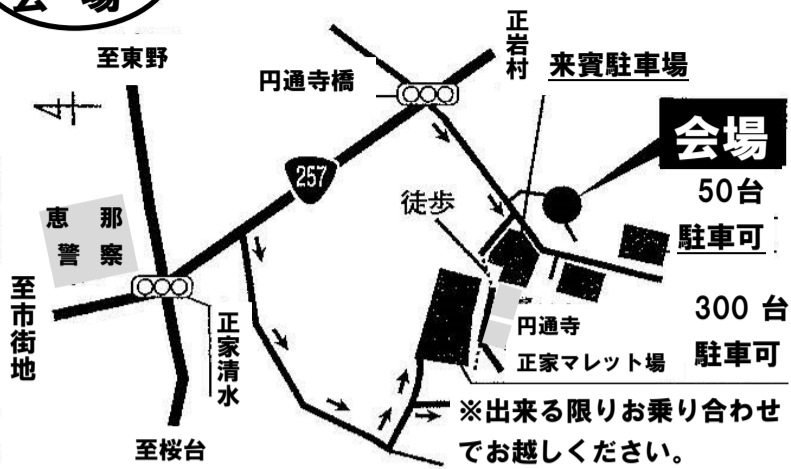 会場
至東野
円通寺橋
正岩村
来賓駐車場
会場
50台
駐車可
257
徒歩
恵那
警察
至市街地
正家清水
至桜台
円通寺
正家マレット場
300台
駐車可
※出来る限りお乗り合わせ
でお越しください。